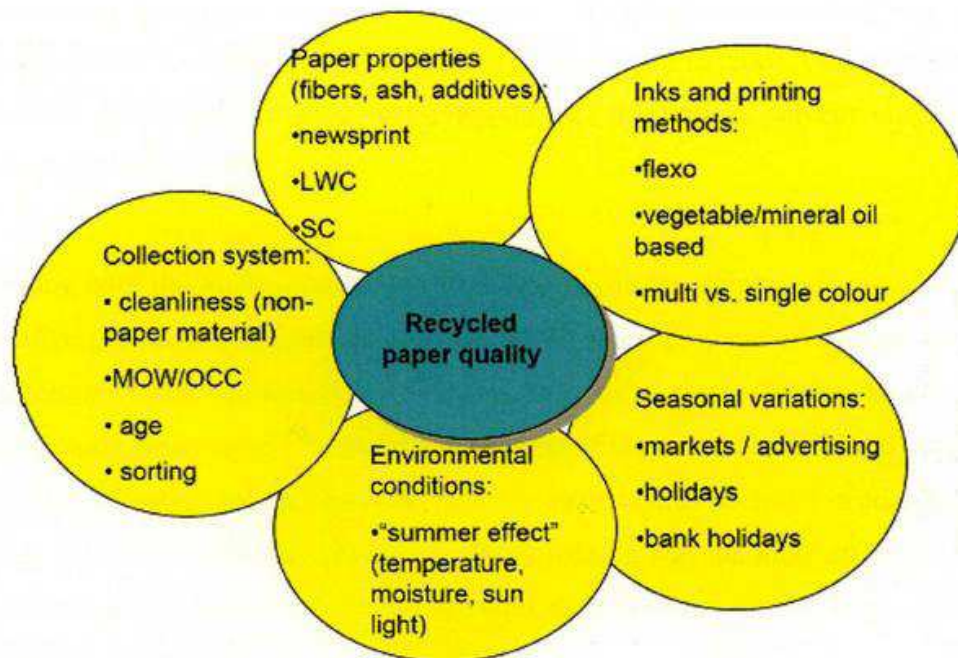 Paper properties
(fibers, ash, additives):
•newsprint
•LWC
•SC
Inks and printing
methods:
•flexo
•vegetable/mineral oil
based
•multi vs. single colour
Collection system:
• cleanliness (non-
paper material)
•MOW/OCC
• age
• sorting
Recycled
paper quality
Seasonal variations:
•markets / advertising
•holidays
•bank holidays
Environmental
conditions:
•“summer effect”
(temperature,
moisture, sun
light)